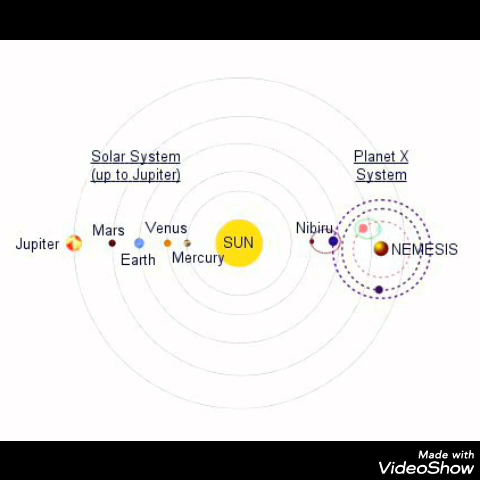 Solar System
(up to Jupiter)
Planet X
System
Jupiter
Mars
Earth
Venus
Mercury
SUN
Nibiru
NEMESIS
Made with
VideoShow